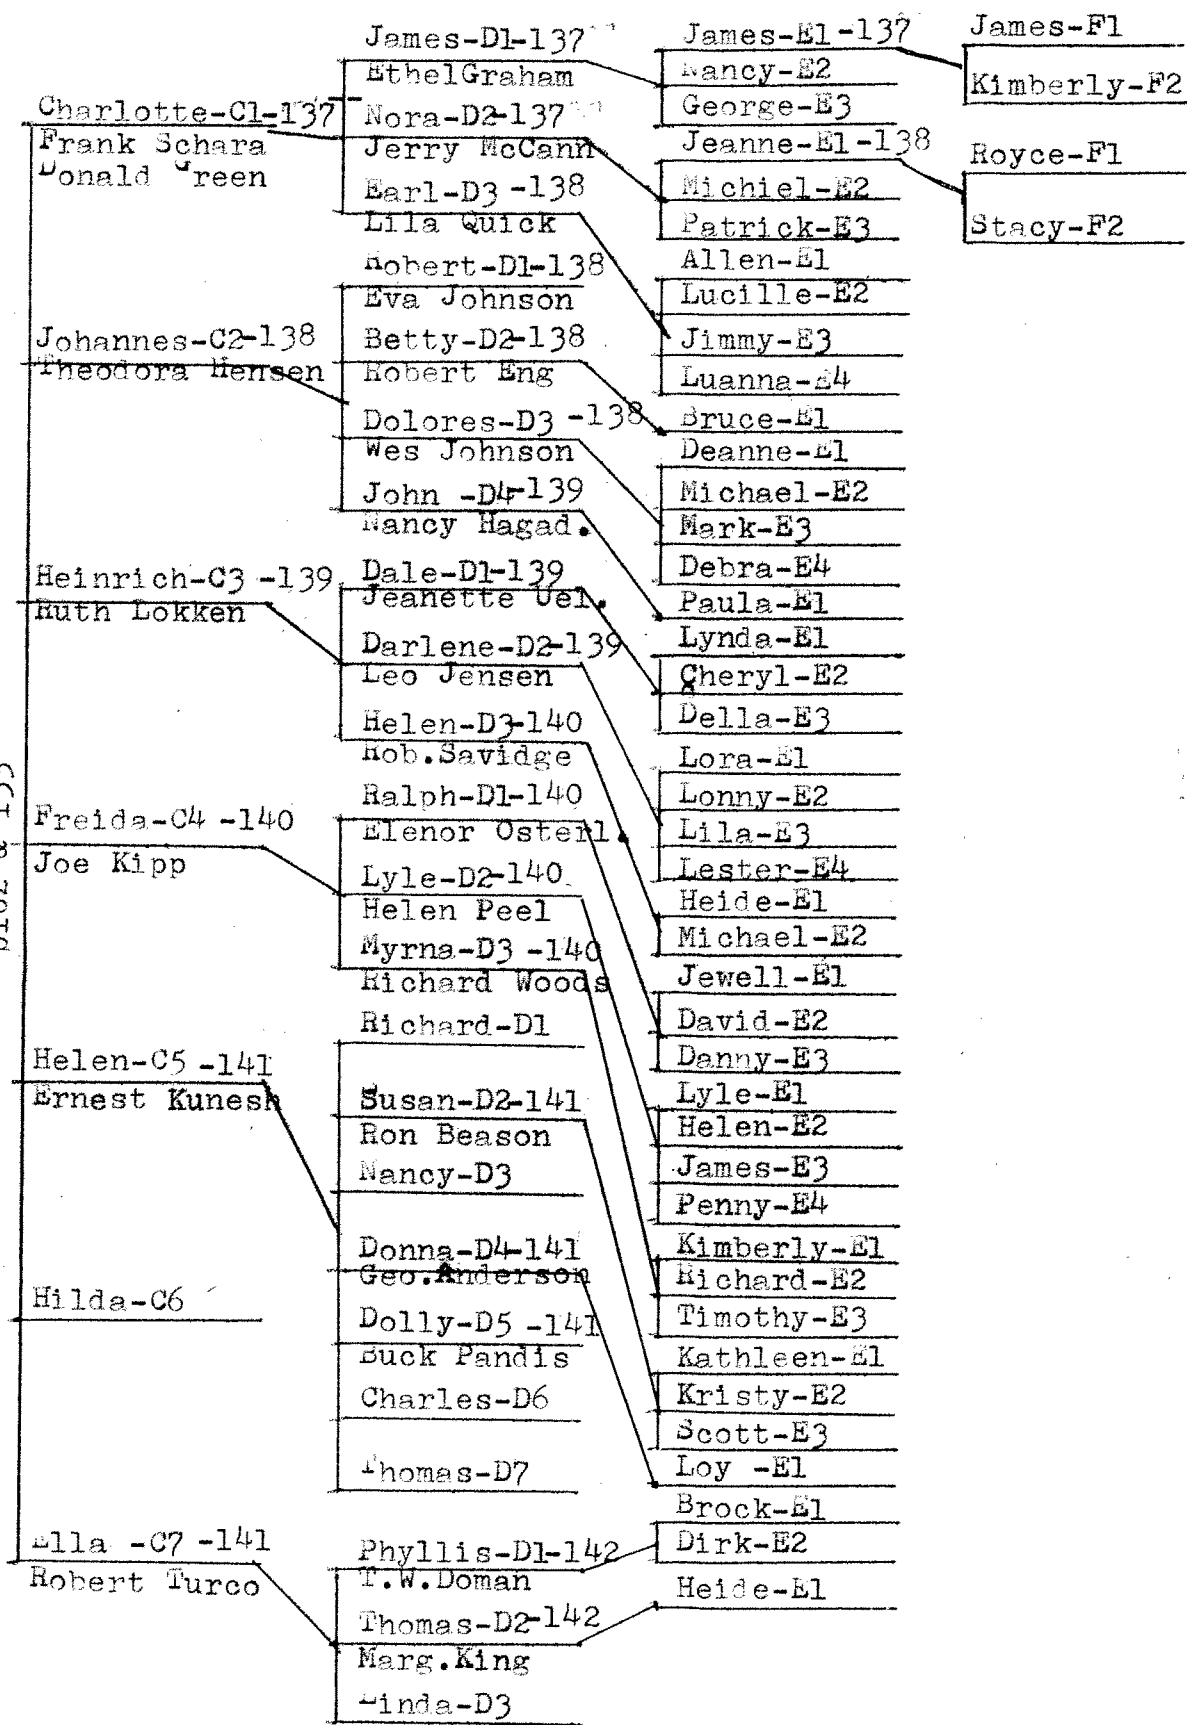 Charlotte-C1-137
Frank Schara
Donald Green
Johannes-C2-138
Theodora Hensen
Heinrich-C3 -139
Ruth Lokken
Freida-C4 -140
Joe Kipp
Helen-C5 -141
Ernest Kunesh
Hilda-C6
Ella -C7 -141
Robert Turco
James-D1-137
EthelGraham
Nora-D2-137
Jerry McCann
Earl-D3 -138
Lila Quick
Robert-D1-138
Eva Johnson
Betty-D2-138
Robert Eng
Dolores-D3 -138
Wes Johnson
John -D4-139
Nancy Hagad.
Dale-D1-139
Jeanette Uel.
Darlene-D2-139
Leo Jensen
Helen-D3-140
Rob.Savidge
Ralph-D1-140
Elenor Osterl.
Lyle-D2-140
Helen Peel
Myrna-D3 -140
Richard Woods
Richard-D1
Susan-D2-141
Ron Beason
Nancy-D3
Donna-D4-141
Geo.Anderson
Dolly-D5 -141
Buck Pandis
Charles-D6
Thomas-D7
Phyllis-D1-142
T.W.Doman
Thomas-D2-142
Marg.King
Linda-D3
James-E1-137
Nancy-E2
George-E3
Jeanne-E1-138
Michiel-E2
Patrick-E3
Allen-E1
Lucille-E2
Jimmy-E3
Luanna-E4
Bruce-E1
Deanne-E1
Michael-E2
Mark-E3
Debra-E4
Paula-E1
Lynda-E1
Cheryl-E2
Della-E3
Lora-E1
Lonny-E2
Lila-E3
Lester-E4
Heide-E1
Michael-E2
Jewell-E1
David-E2
Danny-E3
Lyle-E1
Helen-E2
James-E3
Penny-E4
Kimberly-E1
Richard-E2
Timothy-E3
Kathleen-E1
Kristy-E2
Scott-E3
Loy -E1
Brock-E1
Dirk-E2
Heide-E1
James-F1
Kimberly-F2
Royce-F1
Stacy-F2